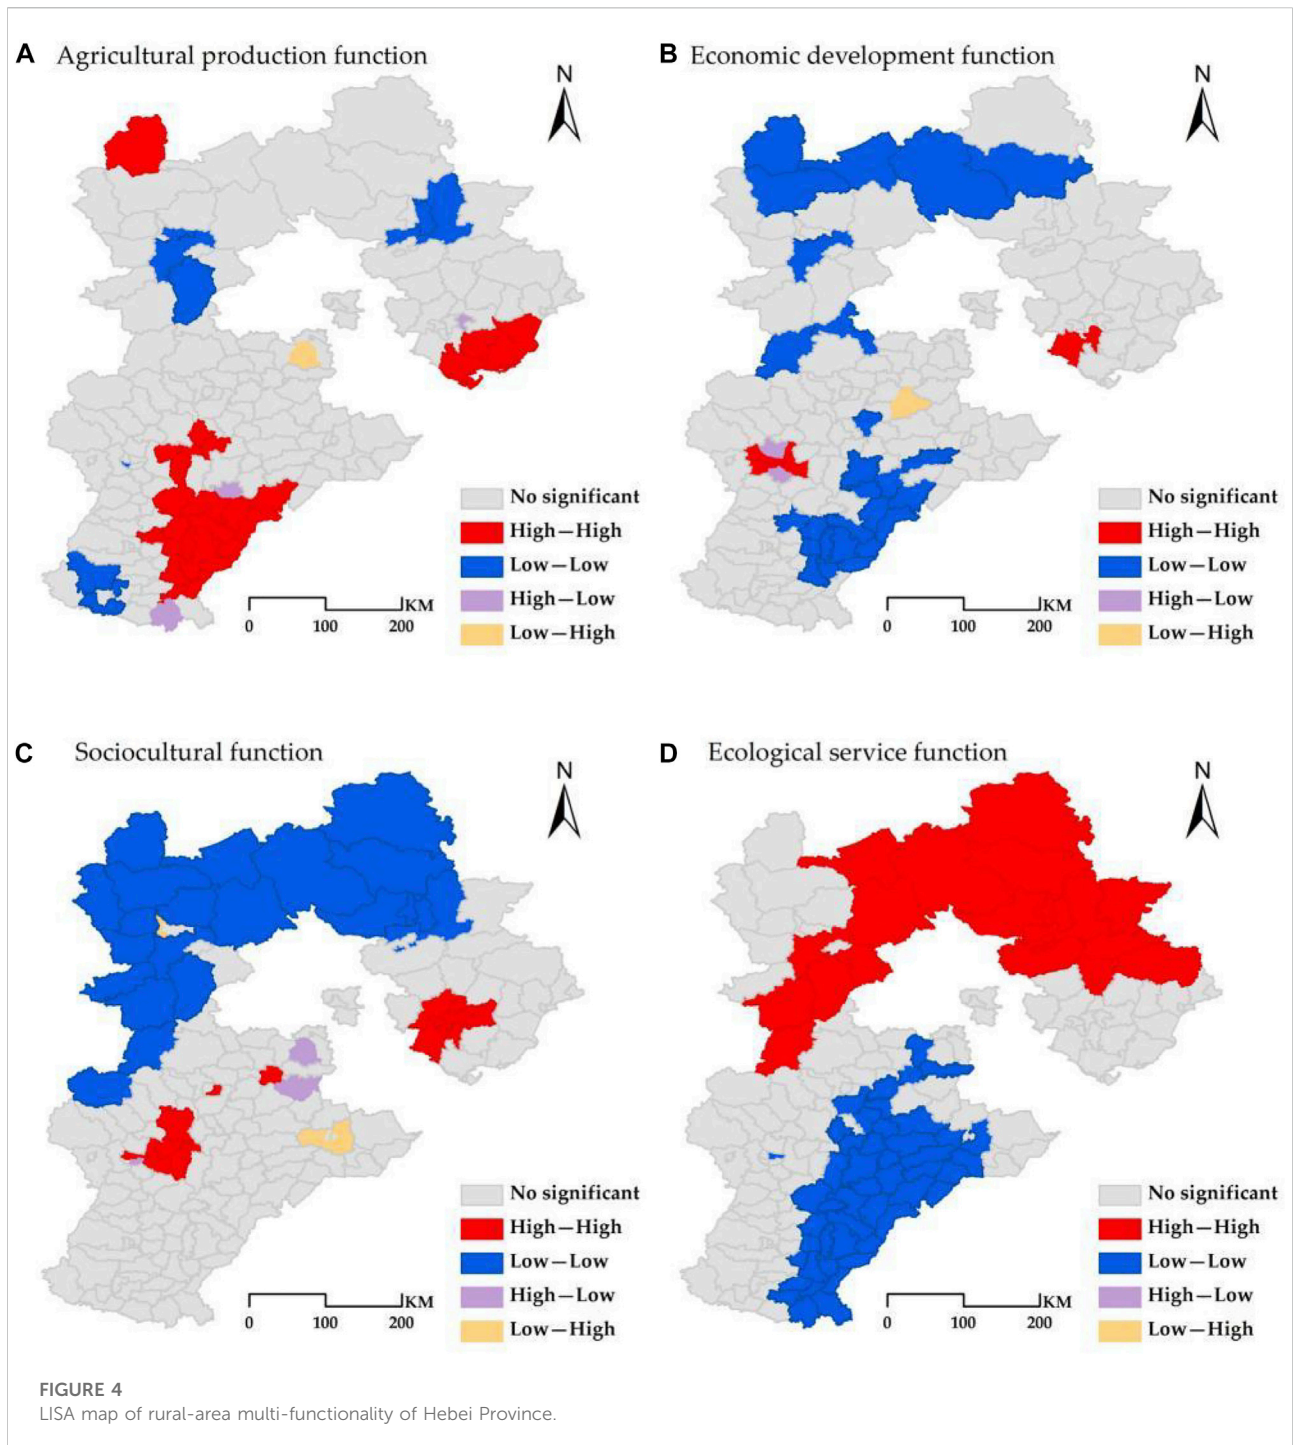 A Agricultural production function
N
No significant
High—High
Low—Low
High—Low
Low—High
KM
0 100 200
B Economic development function
N
No significant
High—High
Low—Low
High—Low
Low—High
KM
0 100 200
C Sociocultural function
N
No significant
High—High
Low—Low
High—Low
Low—High
KM
0 100 200
D Ecological service function
N
No significant
High—High
Low—Low
High—Low
Low—High
KM
0 100 200
FIGURE 4
LISA map of rural-area multi-functionality of Hebei Province.